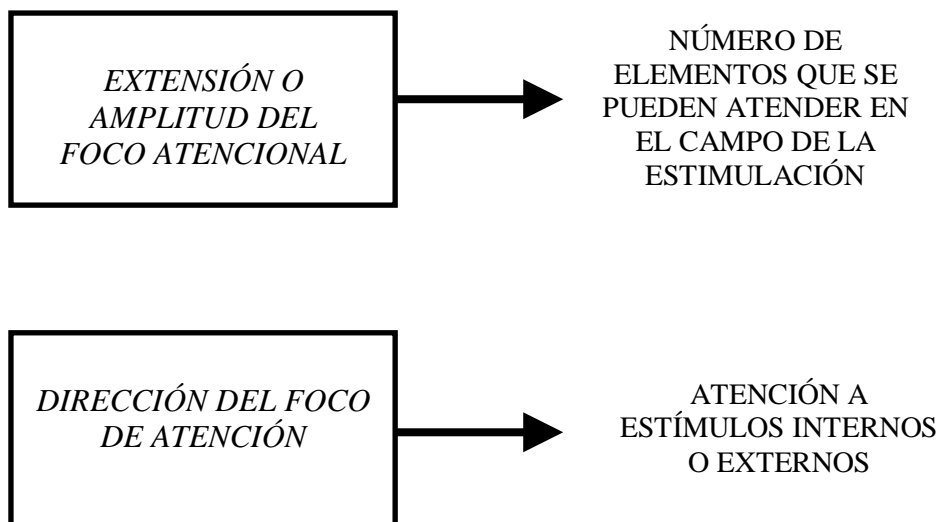 EXTENSIÓN O
AMPLITUD DEL
FOCO ATENCIONAL
NÚMERO DE
ELEMENTOS QUE SE
PUEDEN ATENDER EN
EL CAMPO DE LA
ESTIMULACIÓN
DIRECCIÓN DEL FOCO
DE ATENCIÓN
ATENCIÓN A
ESTÍMULOS INTERNOS
O EXTERNOS